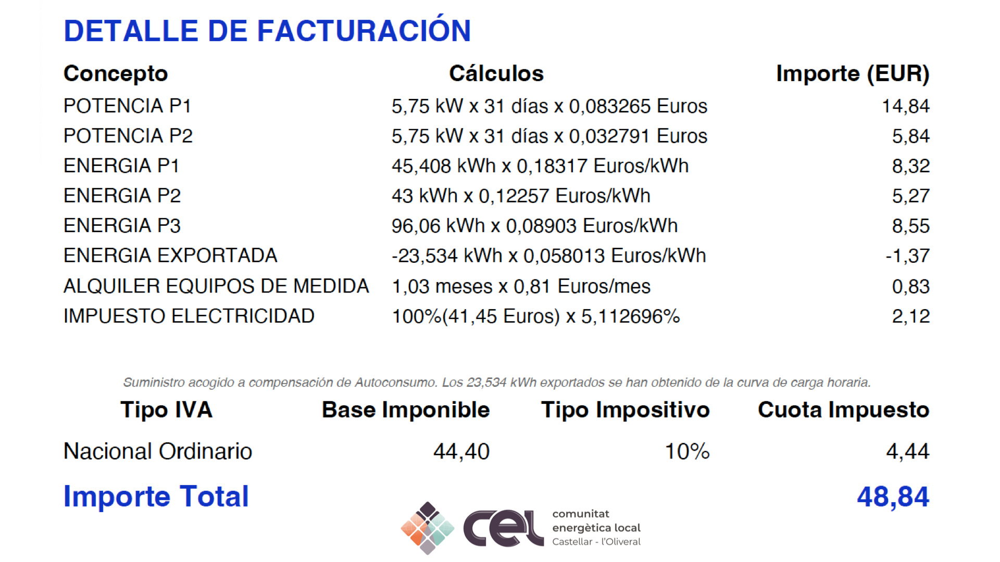 DETALLE DE FACTURACIÓN
Concepto Cálculos Importe (EUR)
POTENCIA P1 5,75 kW x 31 días x 0,083265 Euros 14,84
POTENCIA P2 5,75 kW x 31 días x 0,032791 Euros 5,84
ENERGIA P1 45,408 kWh x 0,18317 Euros/kWh 8,32
ENERGIA P2 43 kWh x 0,12257 Euros/kWh 5,27
ENERGIA P3 96,06 kWh x 0,08903 Euros/kWh 8,55
ENERGIA EXPORTADA -23,534 kWh x 0,058013 Euros/kWh -1,37
ALQUILER EQUIPOS DE MEDIDA 1,03 meses x 0,81 Euros/mes 0,83
IMPUESTO ELECTRICIDAD 100%(41,45 Euros) x 5,112696% 2,12
Suministro acogido a compensación de Autoconsumo. Los 23,534 kWh exportados se han obtenido de la curva de carga horaria.
Tipo IVA Base Imponible Tipo Impositivo Cuota Impuesto
Nacional Ordinario 44,40 10% 4,44
Importe Total 48,84
cel
comunitat
energètica local
Castellar - l'Oliveral